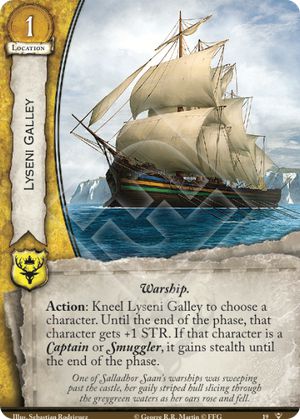 1
LOCATION
LYSENI GALLEY
Warship.
Action: Kneel Lyseni Galley to choose a
character. Until the end of the phase, that
character gets +1 STR. If that character is a
Captain or Smuggler, it gains stealth until
the end of the phase.
One of Salladhor Saan's warships was sweeping
past the castle, her gaily striped hull slicing through
the greygreen waters as her oars rose and fell.
Illus. Sebastian Rodriguez
© George R.R. Martin © FFG
19